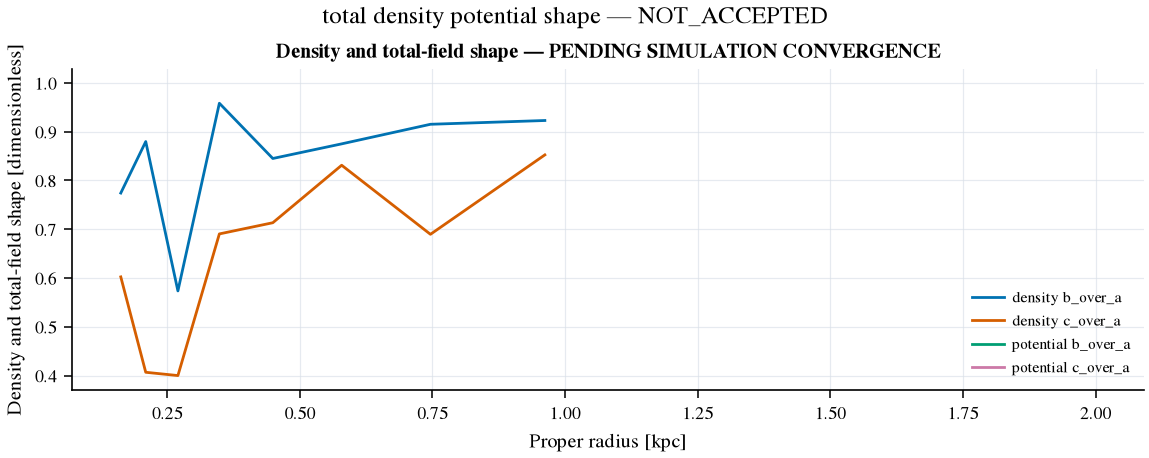 total density potential shape — NOT_ACCEPTED
Density and total-field shape — PENDING SIMULATION CONVERGENCE
Density and total-field shape [dimensionless]
1.0
0.9
0.8
0.7
0.6
0.5
0.4
density b_over_a
density c_over_a
potential b_over_a
potential c_over_a
0.25 0.50 0.75 1.00 1.25 1.50 1.75 2.00
Proper radius [kpc]